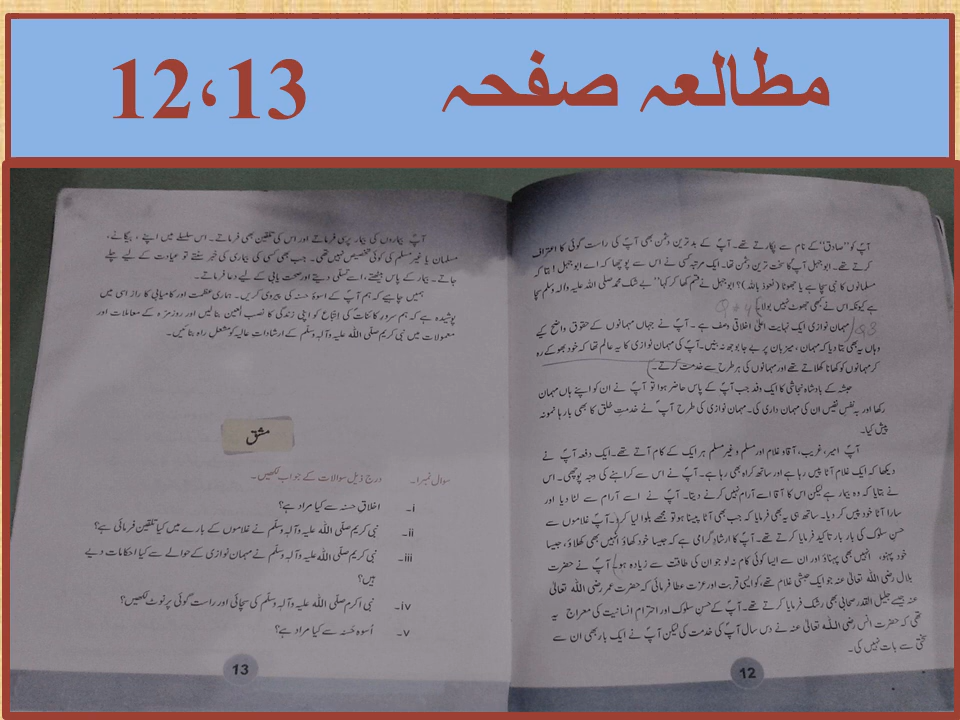 مطالعہ صفحہ 12،13
آپؐ کو ”صادق“ کے نام سے پکارتے تھے۔ آپؐ کے بدترین دشمن بھی آپؐ کی راست گوئی کا اعتراف
کرتے تھے۔ ابوجہل آپؐ کا سخت ترین دشمن تھا۔ ایک مرتبہ کسی نے اس سے پوچھا کہ اے ابوجہل! بتا کہ
مسلمانوں کا نبی سچا ہے یا جھوٹا (نعوذ باللہ)؟ ابوجہل نے قسم کھا کر کہا ”بے شک محمد صلی اللہ علیہ وآلہ وسلم سچا
ہے کیونکہ اس نے کبھی جھوٹ نہیں بولا۔
Q3 مہمان نوازی ایک نہایت اعلیٰ اخلاقی وصف ہے۔ آپؐ نے جہاں مہمانوں کے حقوق واضح کیے
وہاں یہ بھی بتا دیا کہ مہمان، میزبان پر بے جا بوجھ نہ بنیں۔ آپؐ کی مہمان نوازی کا یہ عالم تھا کہ خود بھوکے رہ
کر مہمانوں کو کھانا کھلاتے تھے اور مہمانوں کی ہر طرح سے خدمت کرتے۔
حبشہ کے بادشاہ نجاشی کا ایک وفد جب آپؐ کے پاس حاضر ہوا تو آپؐ نے ان کو اپنے ہاں مہمان
رکھا اور بہ نفس نفیس ان کی مہمان داری کی۔ مہمان نوازی کی طرح آپؐ نے خدمتِ خلق کا بھی بارہا نمونہ
پیش کیا۔
آپؐ امیر، غریب، آقا و غلام اور مسلم و غیر مسلم ہر ایک کے کام آتے تھے۔ ایک دفعہ آپؐ نے
دیکھا کہ ایک غلام آٹا پیس رہا ہے اور ساتھ کراہ بھی رہا ہے۔ آپؐ نے اس سے کراہنے کی وجہ پوچھی۔ اس
نے بتایا کہ وہ بیمار ہے لیکن اس کا آقا اسے آرام نہیں کرنے دیتا۔ آپؐ نے اسے آرام سے لٹا دیا اور
سارا آٹا خود پیس کر دیا۔ ساتھ ہی یہ بھی فرمایا کہ جب بھی آٹا پیسنا ہو تو مجھے بلوا لیا کر۔ آپؐ غلاموں سے
حسنِ سلوک کی بار بار تاکید فرمایا کرتے تھے۔ آپؐ کا ارشادِ گرامی ہے کہ جیسا خود کھاؤ انہیں بھی کھلاؤ، جیسا
خود پہنو، انہیں بھی پہناؤ اور ان سے ایسا کوئی کام نہ لو جو ان کی طاقت سے زیادہ ہو۔ آپؐ نے حضرت
بلال رضی اللہ تعالیٰ عنہ جو ایک حبشی غلام تھے، کو ایسی قربت اور عزت عطا فرمائی کہ حضرت عمر رضی اللہ تعالیٰ
عنہ جیسے جلیل القدر صحابی بھی رشک فرمایا کرتے تھے۔ آپؐ کے حسنِ سلوک اور احترامِ انسانیت کی معراج یہ
تھی کہ حضرت انس رضی اللہ تعالیٰ عنہ نے دس سال آپؐ کی خدمت کی لیکن آپؐ نے ایک بار بھی ان سے
سختی سے بات نہیں کی۔
12
آپؐ بیماروں کی بیمار پرسی فرماتے اور اس کی تلقین بھی فرماتے۔ اس سلسلے میں اپنے، بیگانے،
مسلمان یا غیر مسلم کی کوئی تخصیص نہیں تھی۔ جب بھی کسی کی بیماری کی خبر سنتے تو عیادت کے لیے چلے
جاتے۔ بیمار کے پاس بیٹھتے، اسے تسلی دیتے اور صحت یابی کے لیے دعا فرماتے۔
ہمیں چاہیے کہ ہم آپؐ کے اسوۂ حسنہ کی پیروی کریں۔ ہماری عظمت اور کامیابی کا راز اسی میں
پوشیدہ ہے کہ ہم سرورِ کائناتؐ کی اتباع کو اپنی زندگی کا نصب العین بنالیں اور روزمرہ کے معاملات اور
معمولات میں نبی کریم صلی اللہ علیہ وآلہ وسلم کے ارشاداتِ عالیہ کو مشعلِ راہ بنائیں۔
مشق
سوال نمبر ا۔ درج ذیل سوالات کے جواب لکھیں۔
i۔ اخلاقِ حسنہ سے کیا مراد ہے؟
ii۔ نبی کریم صلی اللہ علیہ وآلہ وسلم نے غلاموں کے بارے میں کیا تلقین فرمائی ہے؟
iii۔ نبی کریم صلی اللہ علیہ وآلہ وسلم نے مہمان نوازی کے حوالے سے کیا احکامات دیے
ہیں؟
iv۔ نبی اکرم صلی اللہ علیہ وآلہ وسلم کی سچائی اور راست گوئی پر نوٹ لکھیں؟
v۔ اُسوہ حَسنہ سے کیا مراد ہے؟
13